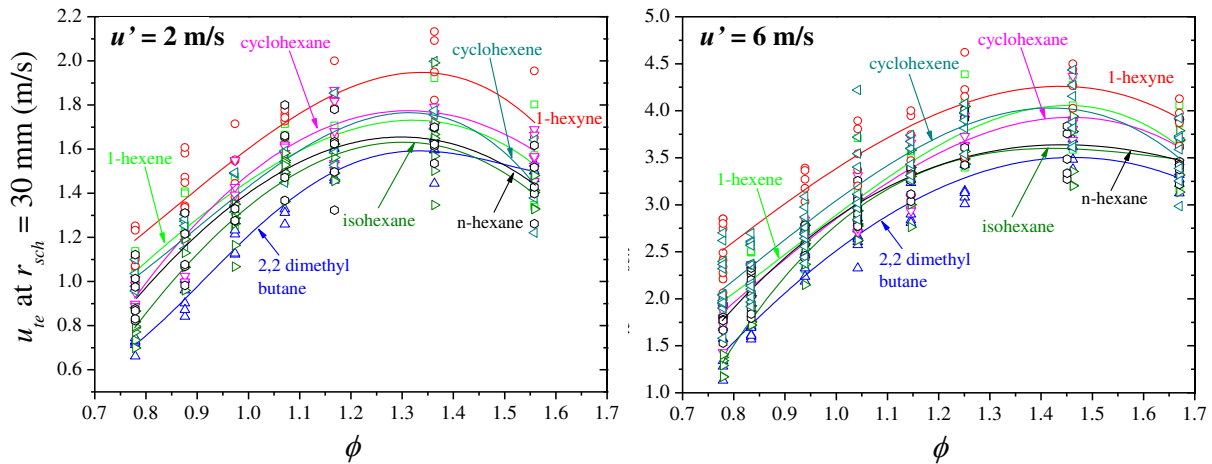 u' = 2 m/s
cyclohexane
cyclohexene
1-hexyne
1-hexene
isohexane
n-hexane
2,2 dimethyl
butane
2.2
2.0
1.8
1.6
1.4
1.2
1.0
0.8
0.6
u_te at r_sch = 30 mm (m/s)
0.7 0.8 0.9 1.0 1.1 1.2 1.3 1.4 1.5 1.6 1.7
ϕ
u' = 6 m/s
cyclohexane
cyclohexene
1-hexyne
1-hexene
n-hexane
isohexane
2,2 dimethyl
butane
5.0
4.5
4.0
3.5
3.0
2.5
2.0
1.5
1.0
0.7 0.8 0.9 1.0 1.1 1.2 1.3 1.4 1.5 1.6 1.7
ϕ